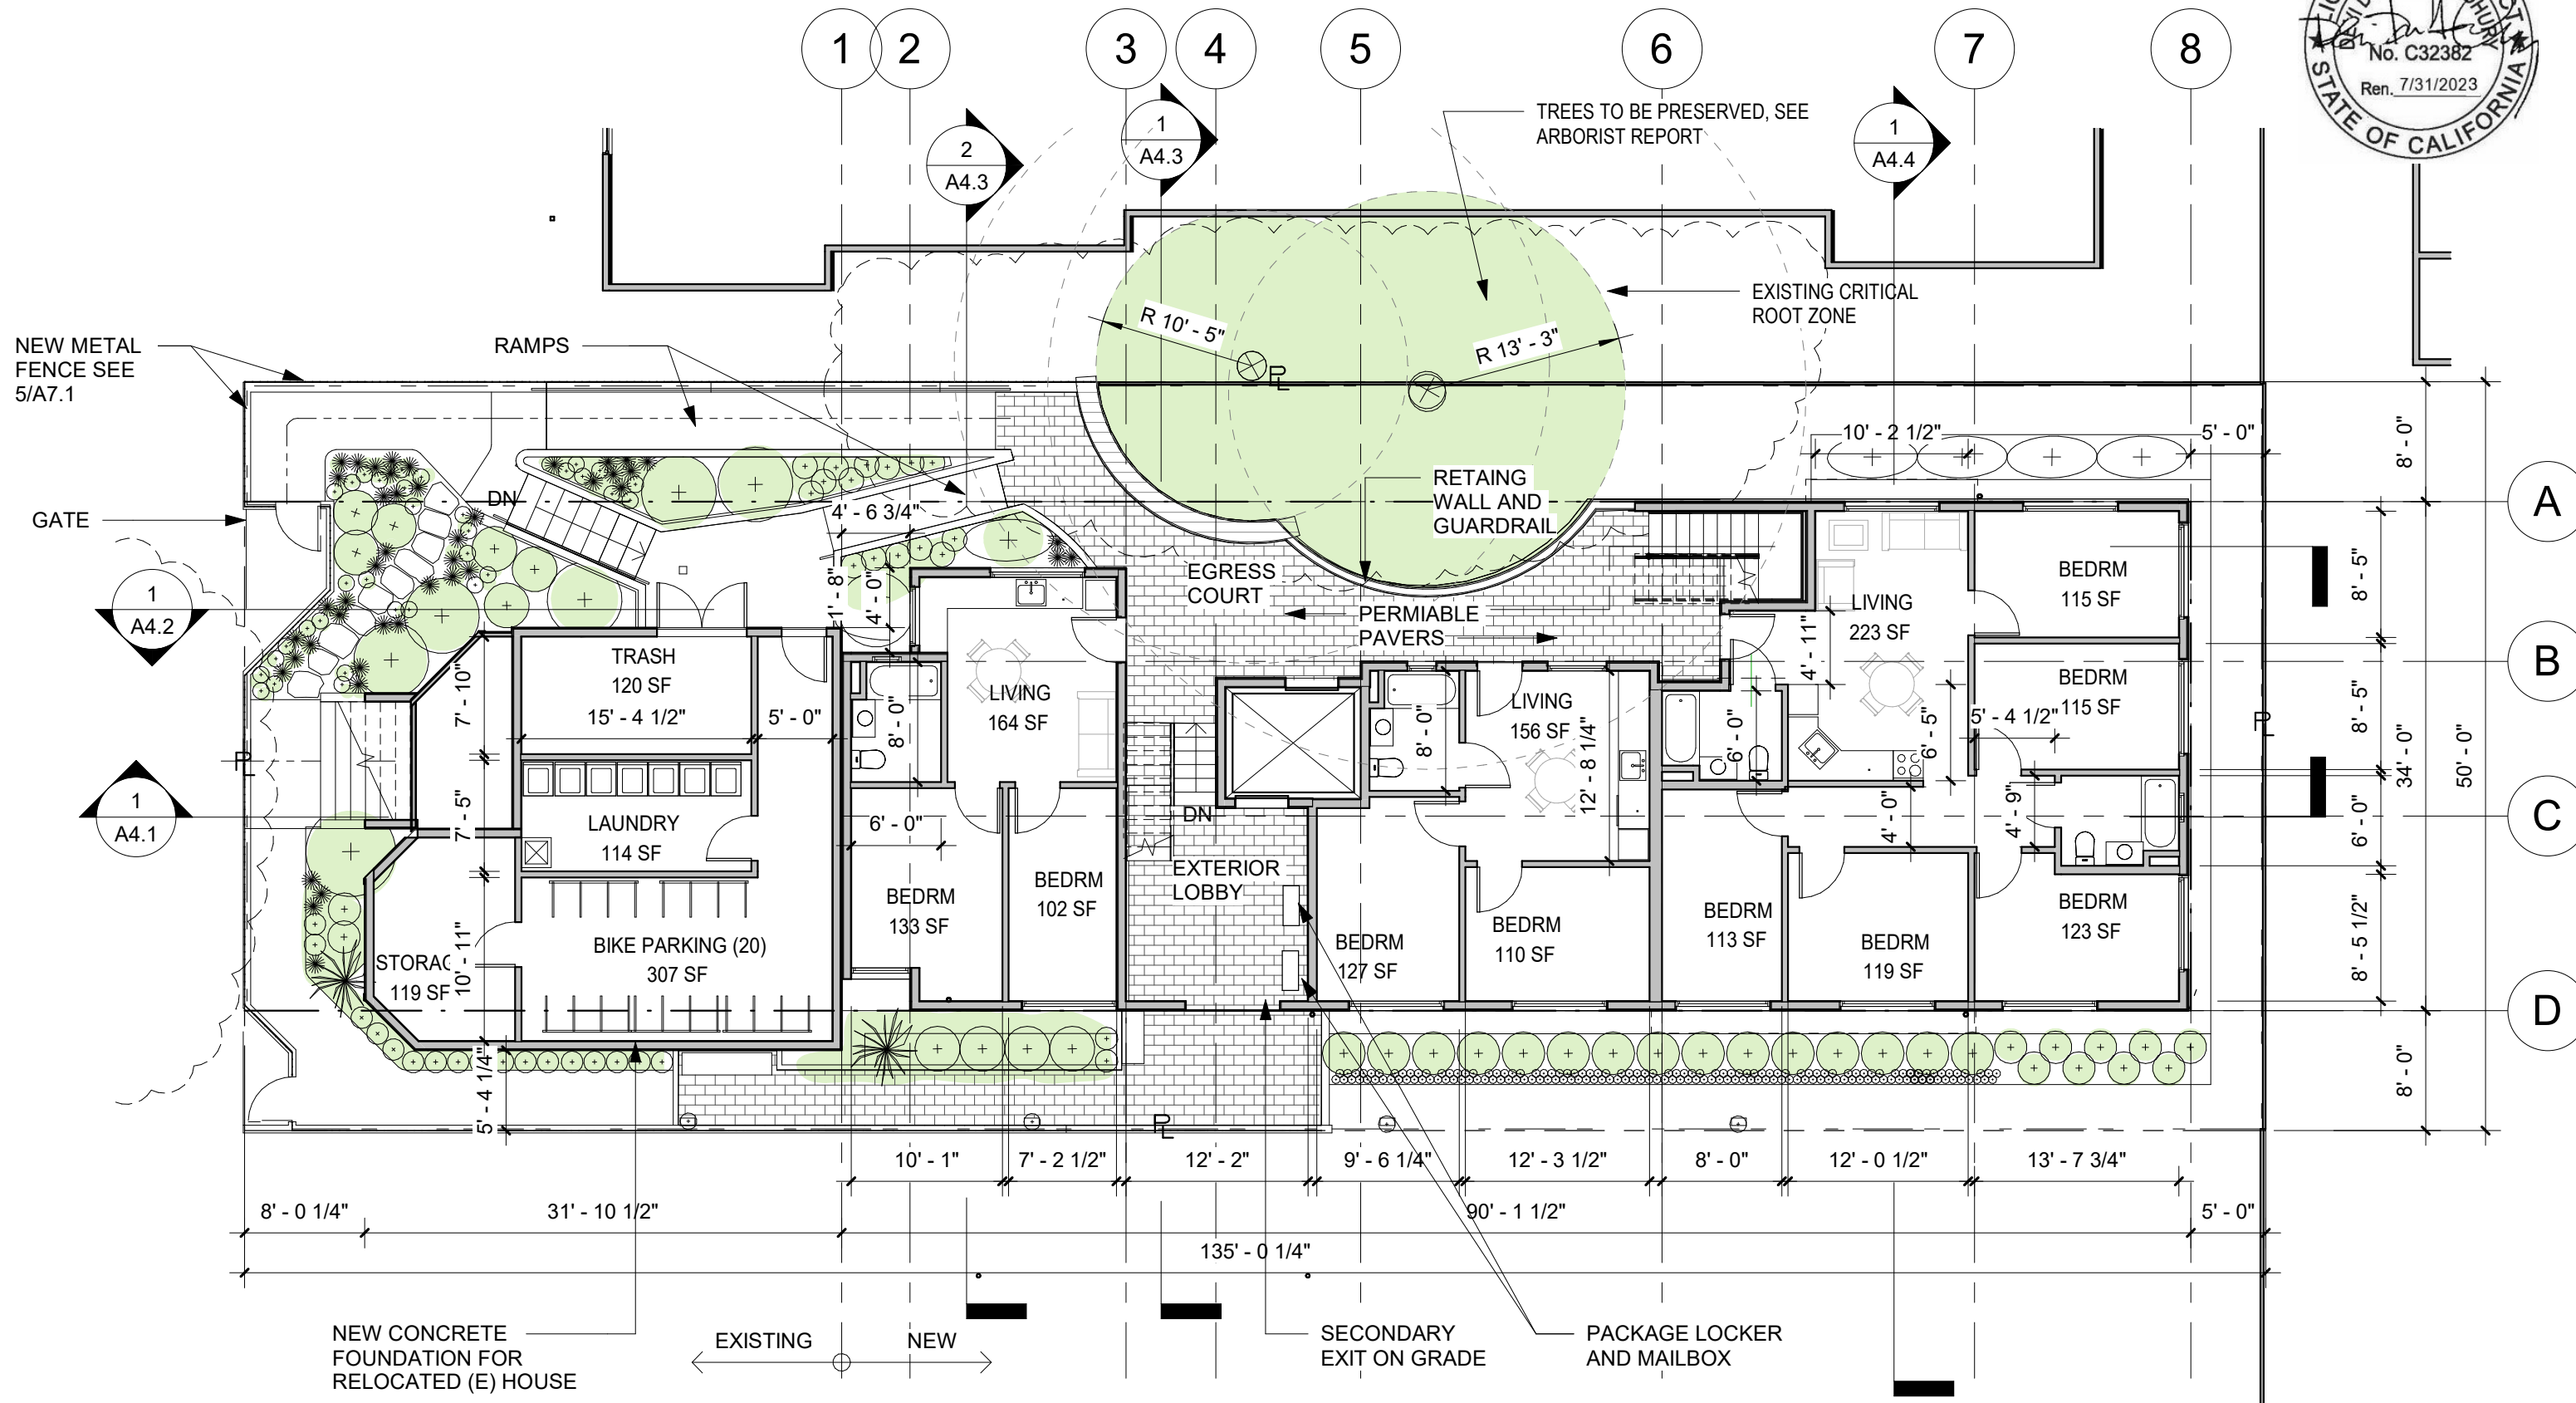 1
2
3
4
5
6
7
8
No. C32382
Ren. 7/31/2023
STATE OF CALIFORNIA
TREES TO BE PRESERVED, SEE
ARBORIST REPORT
2
A4.3
1
A4.3
1
A4.4
EXISTING CRITICAL
ROOT ZONE
R 10' - 5"
R 13' - 3"
NEW METAL
FENCE SEE
5/A7.1
RAMPS
PL
10' - 2 1/2"
5' - 0"
8' - 0"
RETAING
WALL AND
GUARDRAIL
DN
GATE
4' - 6 3/4"
A
1
A4.2
1' - 8"
4' - 0"
EGRESS
COURT
PERMIABLE
PAVERS
LIVING
223 SF
4' - 11"
BEDRM
115 SF
8' - 5"
TRASH
120 SF
15' - 4 1/2"
5' - 0"
7' - 10"
8' - 0"
LIVING
164 SF
8' - 0"
LIVING
156 SF
12' - 8 1/4"
6' - 0"
6' - 5"
5' - 4 1/2"
BEDRM
115 SF
8' - 5"
34' - 0"
50' - 0"
B
PL
PL
1
A4.1
7' - 5"
LAUNDRY
114 SF
6' - 0"
DN
4' - 0"
4' - 9"
6' - 0"
C
EXTERIOR
LOBBY
BEDRM
133 SF
BEDRM
102 SF
BEDRM
127 SF
BEDRM
110 SF
BEDRM
113 SF
BEDRM
119 SF
BEDRM
123 SF
8' - 5 1/2"
STORAG
119 SF
10' - 11"
BIKE PARKING (20)
307 SF
D
5' - 4 1/4"
8' - 0"
PL
10' - 1"
7' - 2 1/2"
12' - 2"
9' - 6 1/4"
12' - 3 1/2"
8' - 0"
12' - 0 1/2"
13' - 7 3/4"
8' - 0 1/4"
31' - 10 1/2"
90' - 1 1/2"
5' - 0"
135' - 0 1/4"
NEW CONCRETE
FOUNDATION FOR
RELOCATED (E) HOUSE
EXISTING
NEW
SECONDARY
EXIT ON GRADE
PACKAGE LOCKER
AND MAILBOX